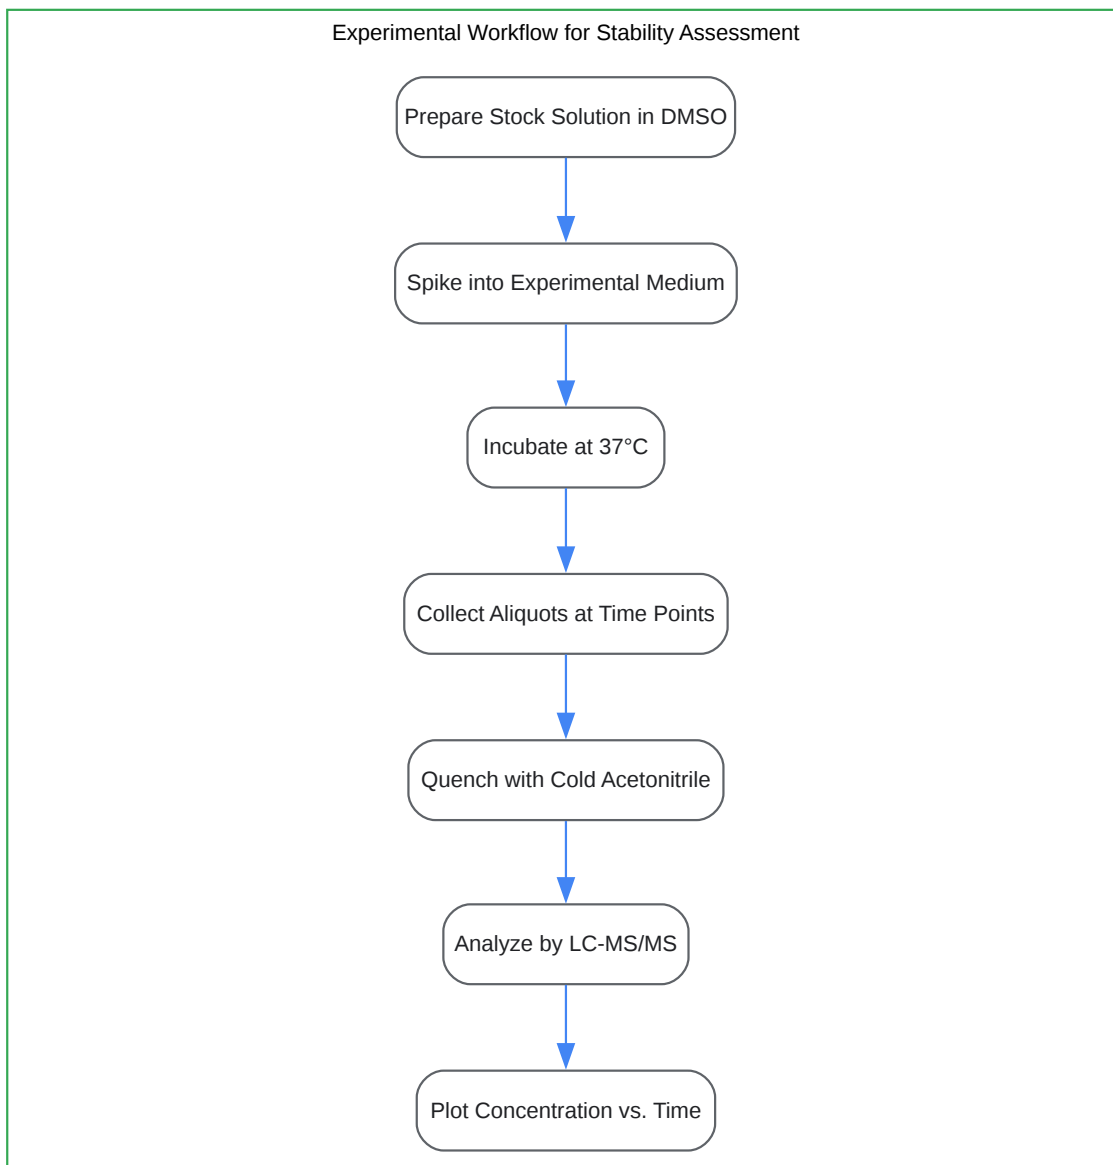 Experimental Workflow for Stability Assessment
Prepare Stock Solution in DMSO
Spike into Experimental Medium
Incubate at 37°C
Collect Aliquots at Time Points
Quench with Cold Acetonitrile
Analyze by LC-MS/MS
Plot Concentration vs. Time